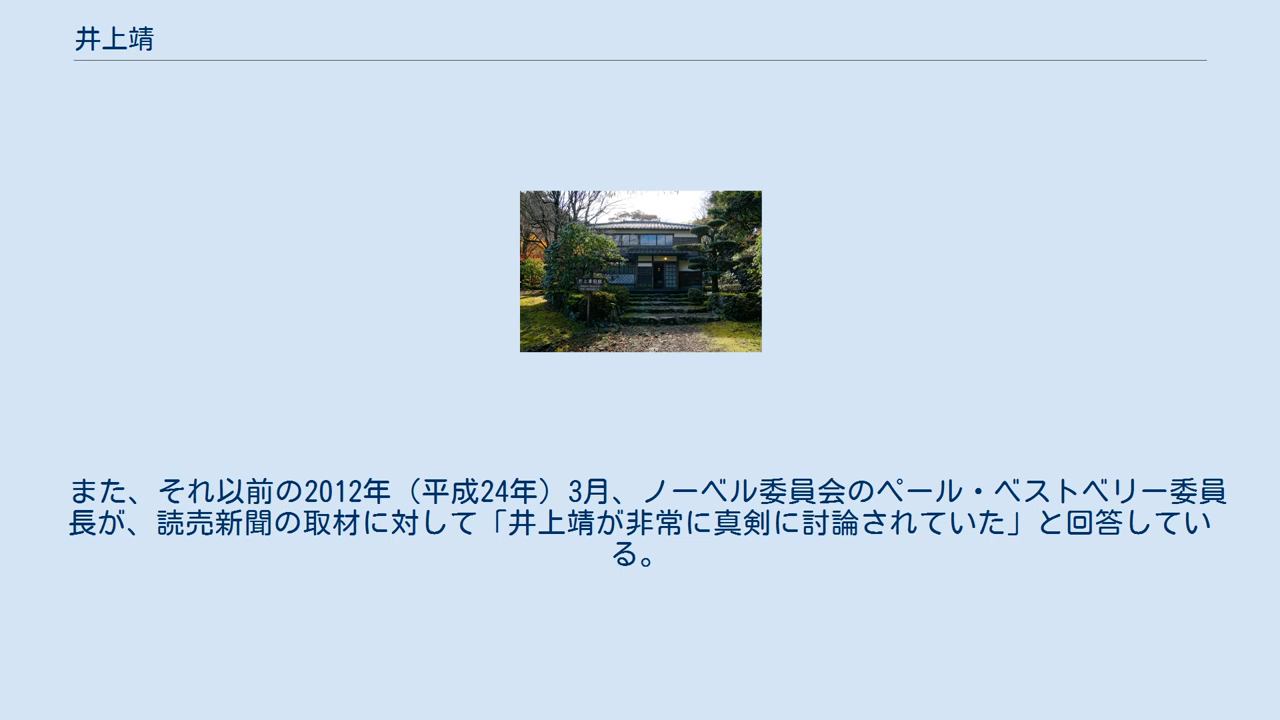 井上靖
また、それ以前の2012年（平成24年）3月、ノーベル委員会のペール・ベストベリー委員
長が、読売新聞の取材に対して「井上靖が非常に真剣に討論されていた」と回答してい
る。